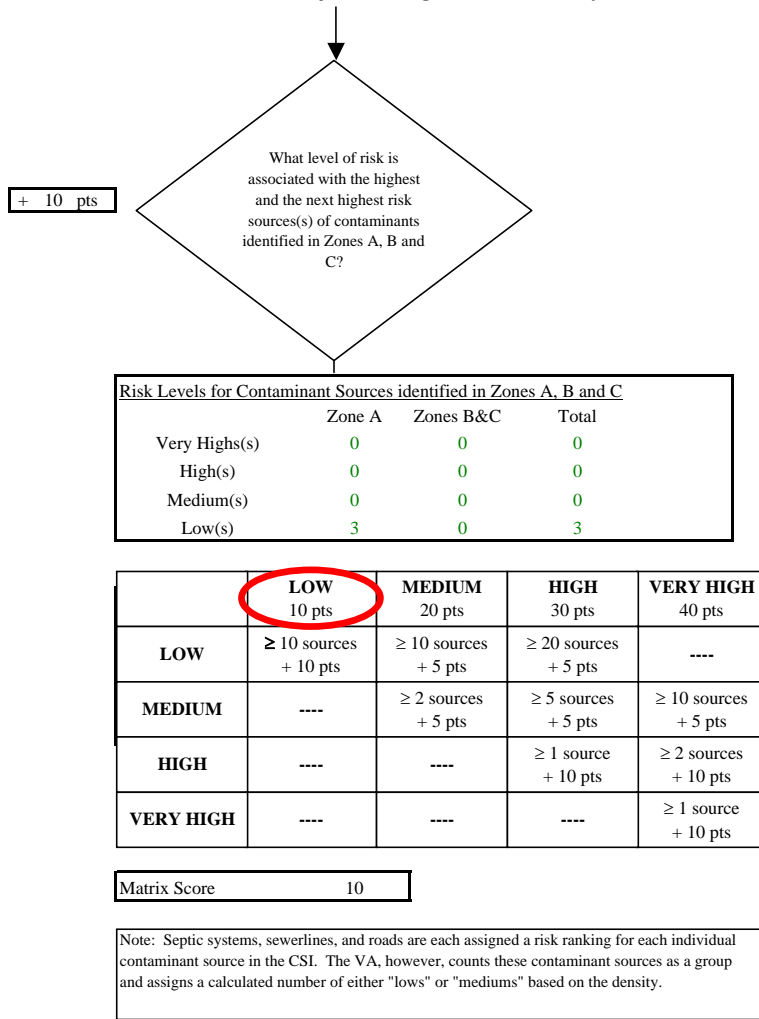 What level of risk is
associated with the highest
and the next highest risk
sources(s) of contaminants
identified in Zones A, B and
C?
+ 10 pts
Risk Levels for Contaminant Sources identified in Zones A, B and C
Zone A Zones B&C Total
Very Highs(s) 0 0 0
High(s) 0 0 0
Medium(s) 0 0 0
Low(s) 3 0 3
LOW MEDIUM HIGH VERY HIGH
10 pts 20 pts 30 pts 40 pts
LOW ≥ 10 sources ≥ 10 sources ≥ 20 sources ----
+ 10 pts + 5 pts + 5 pts
MEDIUM ---- ≥ 2 sources ≥ 5 sources ≥ 10 sources
+ 5 pts + 5 pts + 5 pts
HIGH ---- ---- ≥ 1 source ≥ 2 sources
+ 10 pts + 10 pts
VERY HIGH ---- ---- ---- ≥ 1 source
+ 10 pts
Matrix Score 10
Note: Septic systems, sewerlines, and roads are each assigned a risk ranking for each individual
contaminant source in the CSI. The VA, however, counts these contaminant sources as a group
and assigns a calculated number of either "lows" or "mediums" based on the density.